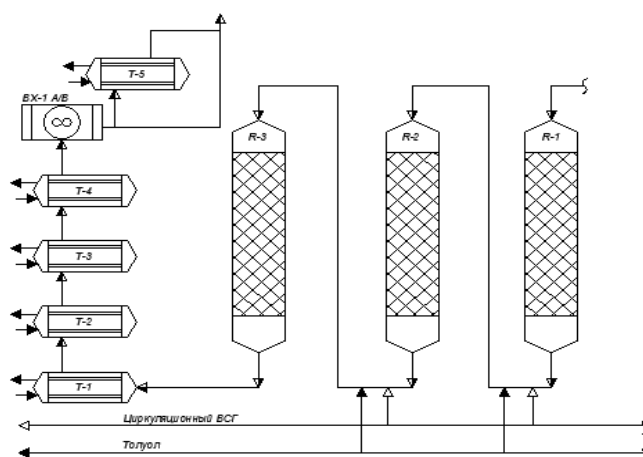 T-5
ВХ-1 А/В
R-3
R-2
R-1
T-4
T-3
T-2
T-1
Циркуляционный ВСГ
Толуол